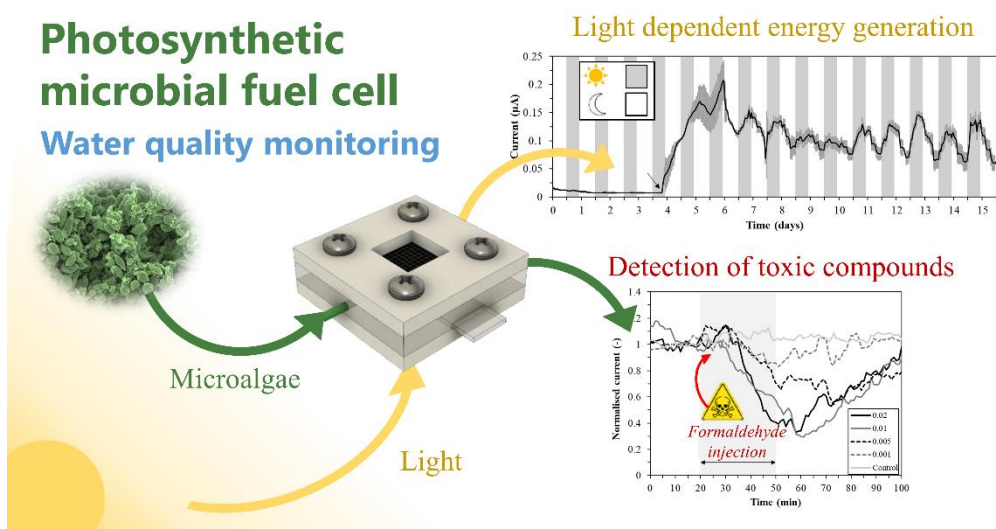 Photosynthetic
microbial fuel cell
Water quality monitoring
Microalgae
Light
Light dependent energy generation
Current (µA)
0.25
0.2
0.15
0.1
0.05
0
0 1 2 3 4 5 6 7 8 9 10 11 12 13 14 15
Time (days)
Detection of toxic compounds
Normalised current (-)
1.4
1.2
1
0.8
0.6
0.4
0.2
0
Formaldehyde
injection
0.02
0.01
0.005
0.001
Control
0 10 20 30 40 50 60 70 80 90 100
Time (min)